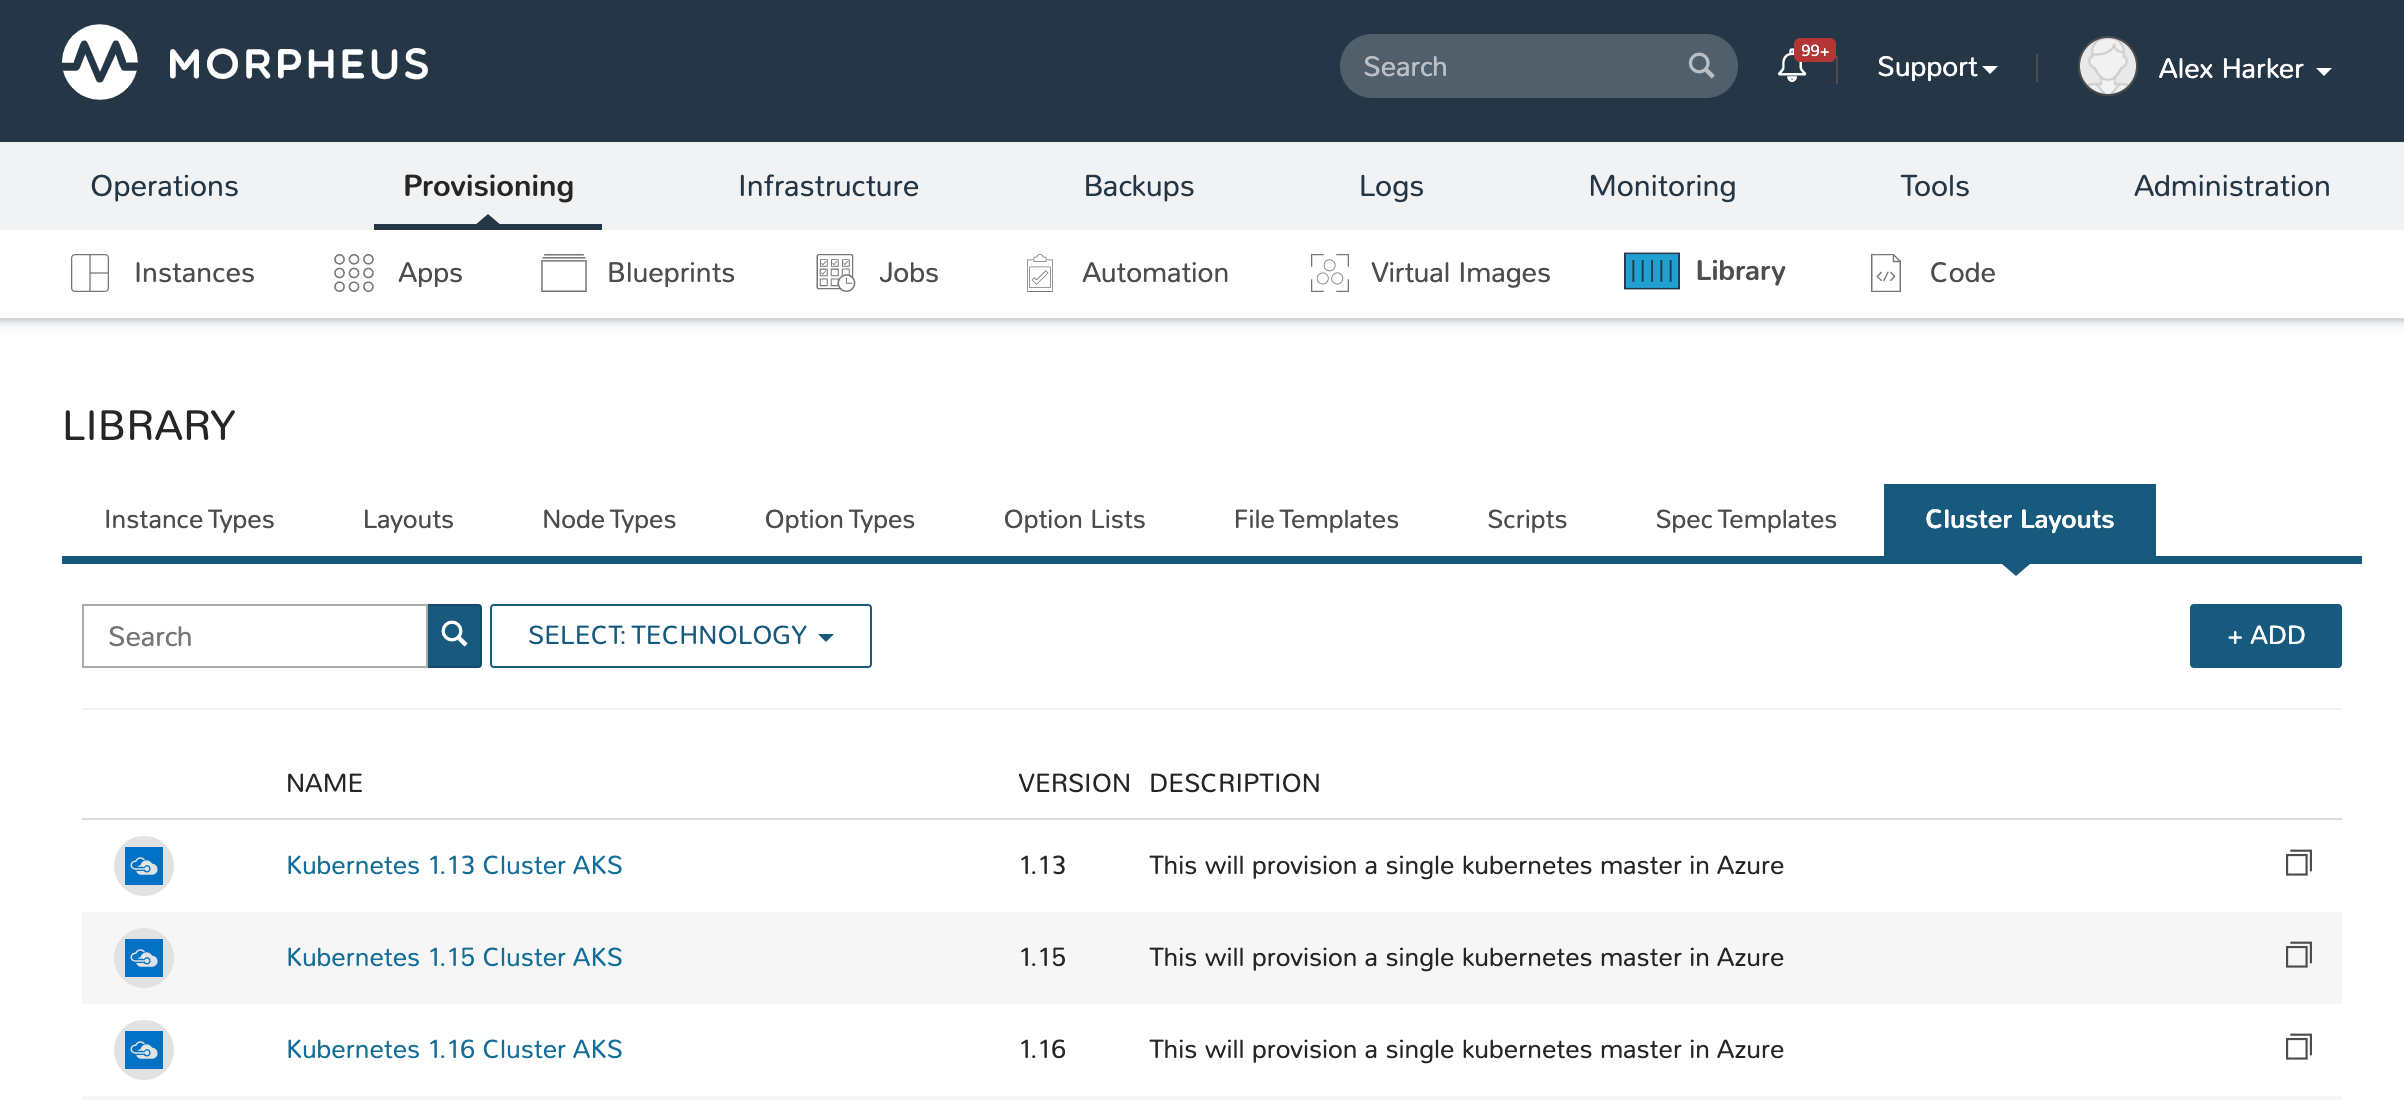 MORPHEUS
Search
99+
Support
Alex Harker
Operations Provisioning Infrastructure Backups Logs Monitoring Tools Administration
Instances Apps Blueprints Jobs Automation Virtual Images Library Code
LIBRARY
Instance Types Layouts Node Types Option Types Option Lists File Templates Scripts Spec Templates Cluster Layouts
Search SELECT: TECHNOLOGY + ADD
NAME VERSION DESCRIPTION
Kubernetes 1.13 Cluster AKS 1.13 This will provision a single kubernetes master in Azure
Kubernetes 1.15 Cluster AKS 1.15 This will provision a single kubernetes master in Azure
Kubernetes 1.16 Cluster AKS 1.16 This will provision a single kubernetes master in Azure